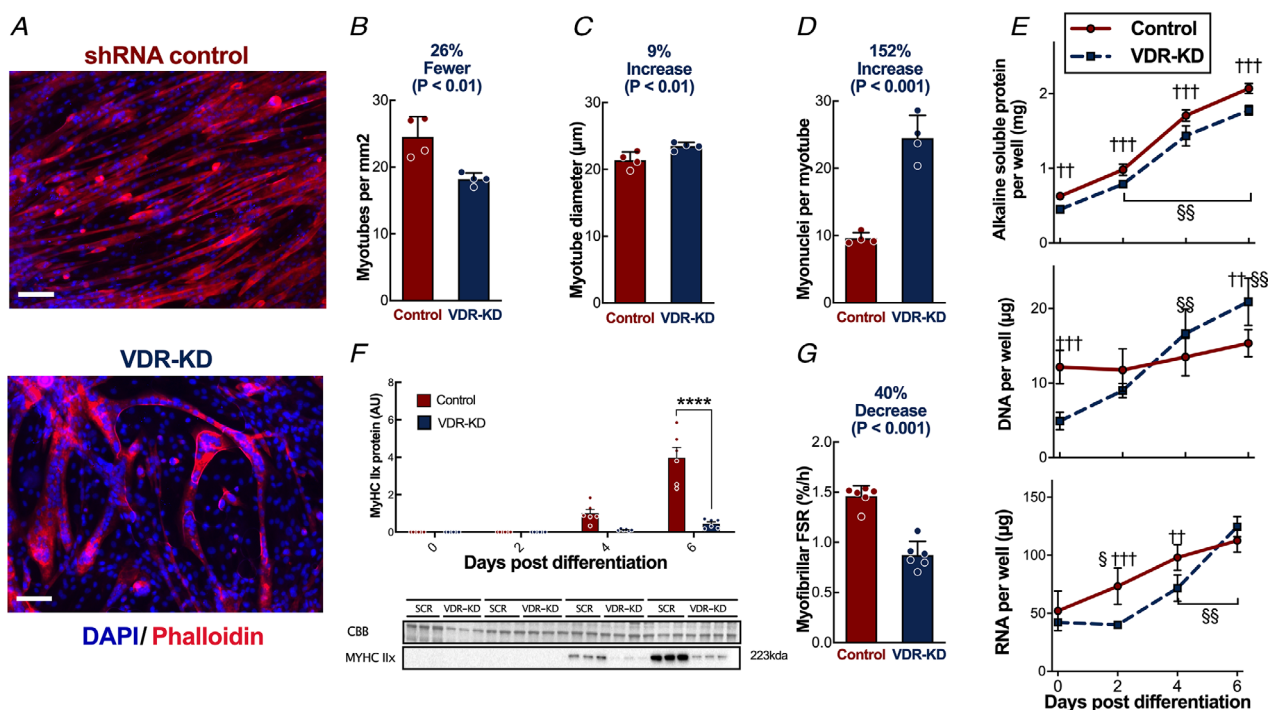 A
shRNA control
VDR-KD
DAPI/ Phalloidin
B
26%
Fewer
(P < 0.01)
Myotubes per mm2
30
20
10
0
Control VDR-KD
C
9%
Increase
(P < 0.01)
Myotube diameter (µm)
30
20
10
0
Control VDR-KD
D
152%
Increase
(P < 0.001)
Myonuclei per myotube
30
20
10
0
Control VDR-KD
E
Control
VDR-KD
Alkaline soluble protein
per well (mg)
2
1
0
††
†††
†††
†††
§§
DNA per well (µg)
20
10
0
†††
§§
†† §§
RNA per well (µg)
150
100
50
0
§ †††
††
§§
0 2 4 6
Days post differentiation
F
MyHC IIx protein (AU)
8
6
4
2
0
Control
VDR-KD
****
0 2 4 6
Days post differentiation
SCR VDR-KD SCR VDR-KD SCR VDR-KD SCR VDR-KD
CBB
MYHC IIx
223kda
G
40%
Decrease
(P < 0.001)
Myofibrillar FSR (%/h)
2.0
1.5
1.0
0.5
0.0
Control VDR-KD